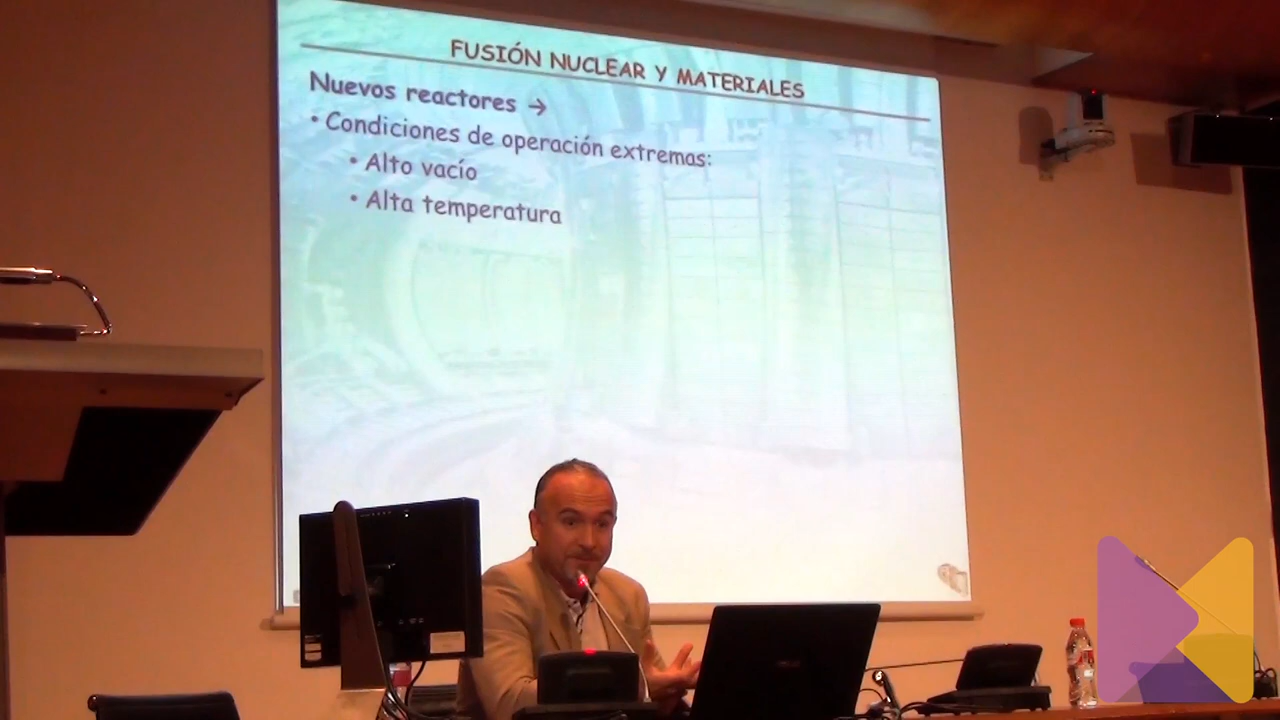 FUSIÓN NUCLEAR Y MATERIALES
Nuevos reactores →
• Condiciones de operación extremas:
• Alto vacío
• Alta temperatura